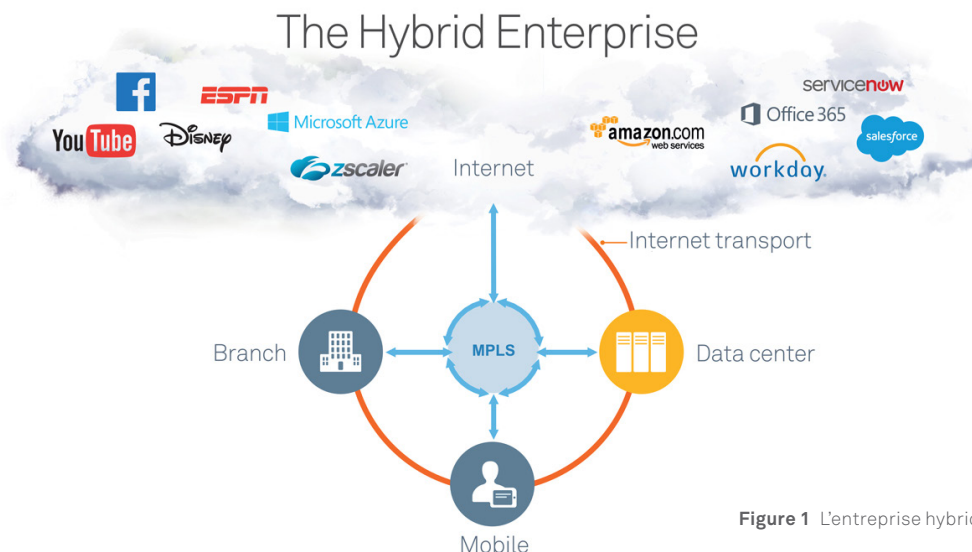 The Hybrid Enterprise
servicenow
ESPN
Office 365
Microsoft Azure
amazon.com
web services
salesforce
YouTube
Disney
zscaler
Internet
workday.
Internet transport
Branch
MPLS
Data center
Mobile
Figure 1 L'entreprise hybrid